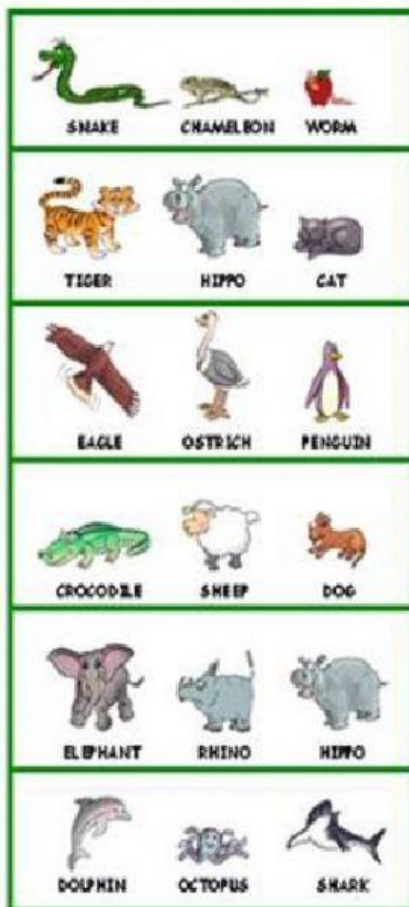 SNAKE CHAMELEON WORM
TIGER HIPPO CAT
EAGLE OSTRICH PENGUIN
CROCODILE SHEEP DOG
ELEPHANT RHINO HIPPO
DOLPHIN OCTOPUS SHARK